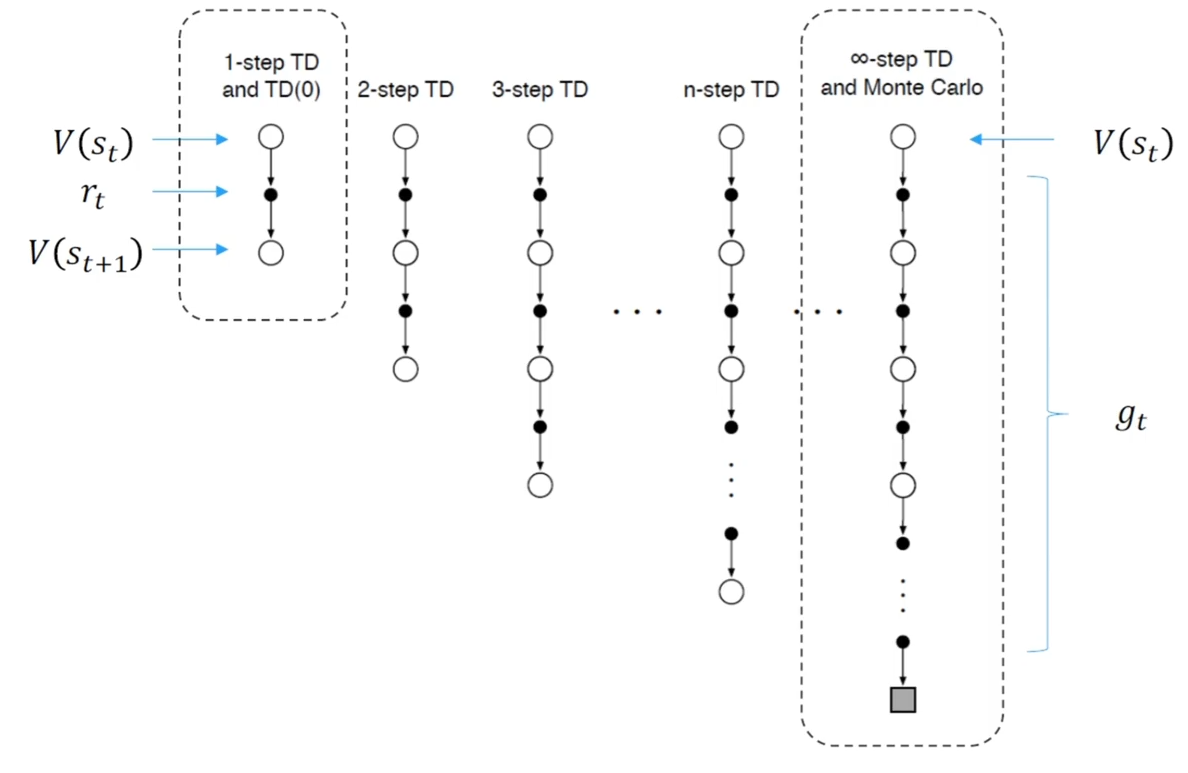 1-step TD
and TD(0)
2-step TD
3-step TD
n-step TD
∞-step TD
and Monte Carlo
V(s_t)
r_t
V(s_{t+1})
. . .
. . .
V(s_t)
g_t